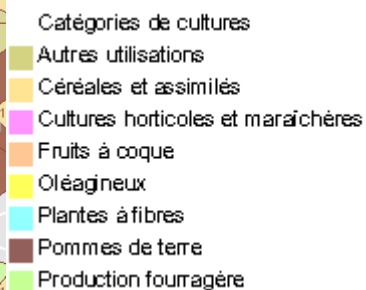 Catégories de cultures
Autres utilisations
Céréales et assimilés
Cultures horticoles et maraîchères
Fruits à coque
Oléagineux
Plantes à fibres
Pommes de terre
Production fourragère